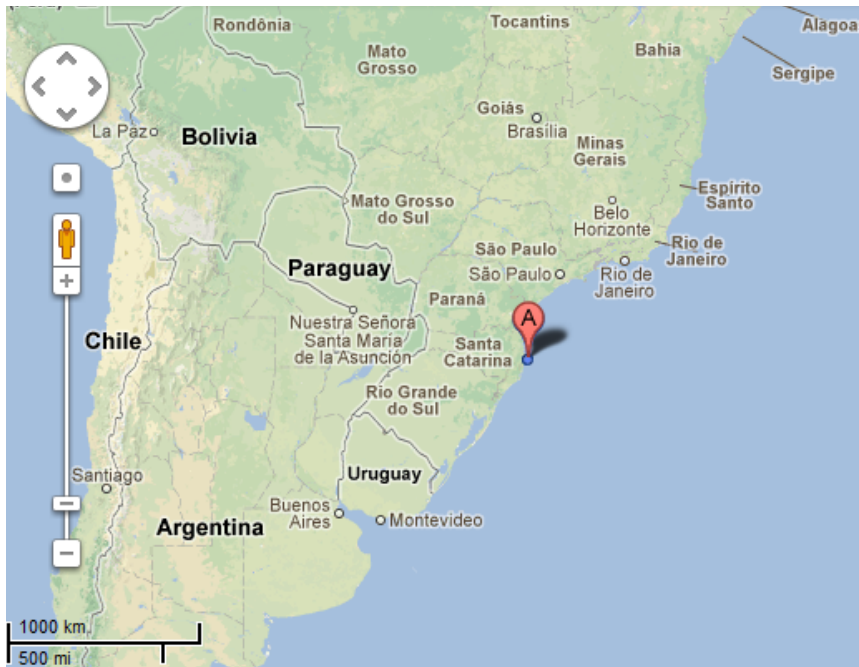 Rondônia
Tocantins
Alagoa
Mato
Grosso
Bahia
Sergipe
Goiás
Brasília
La Paz
Bolivia
Minas
Gerais
Espírito
Santo
Mato Grosso
do Sul
Belo
Horizonte
Rio de
Janeiro
São Paulo
São Paulo
Rio de
Janeiro
Paraguay
Paraná
Nuestra Señora
Santa María
de la Asunción
A
Chile
Santa
Catarina
Rio Grande
do Sul
Uruguay
Santiago
Buenos
Aires
Montevideo
Argentina
1000 km
500 mi